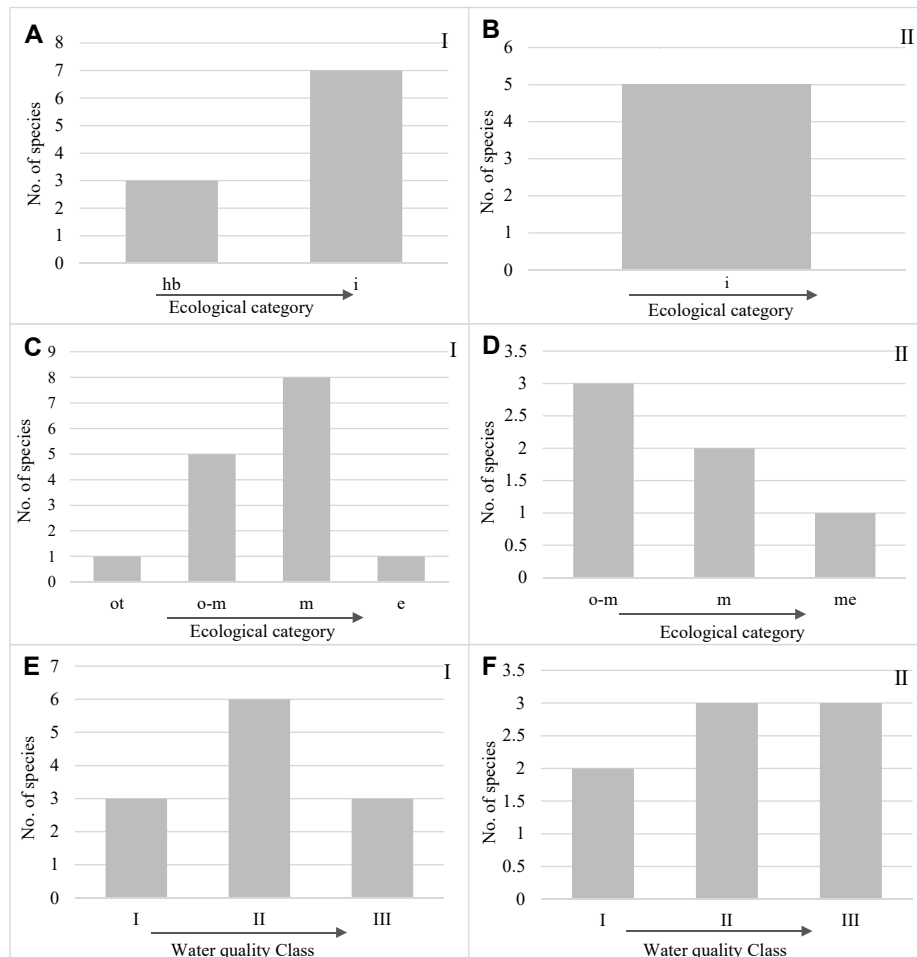 A
I
8
7
6
5
4
3
2
1
0
No. of species
hb
i
Ecological category
B
II
6
5
4
3
2
1
0
No. of species
i
Ecological category
C
I
9
8
7
6
5
4
3
2
1
0
No. of species
ot
o-m
m
e
Ecological category
D
II
3.5
3
2.5
2
1.5
1
0.5
0
No. of species
o-m
m
me
Ecological category
E
I
7
6
5
4
3
2
1
0
No. of species
I
II
III
Water quality Class
F
II
3.5
3
2.5
2
1.5
1
0.5
0
No. of species
I
II
III
Water quality Class